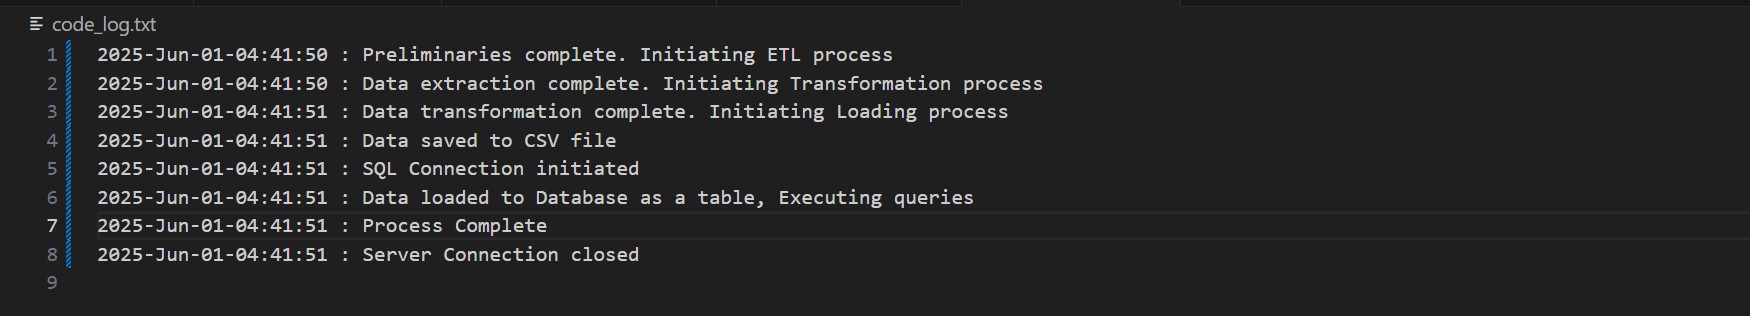 code_log.txt
1 2025-Jun-01-04:41:50 : Preliminaries complete. Initiating ETL process
2 2025-Jun-01-04:41:50 : Data extraction complete. Initiating Transformation process
3 2025-Jun-01-04:41:51 : Data transformation complete. Initiating Loading process
4 2025-Jun-01-04:41:51 : Data saved to CSV file
5 2025-Jun-01-04:41:51 : SQL Connection initiated
6 2025-Jun-01-04:41:51 : Data loaded to Database as a table, Executing queries
7 2025-Jun-01-04:41:51 : Process Complete
8 2025-Jun-01-04:41:51 : Server Connection closed
9